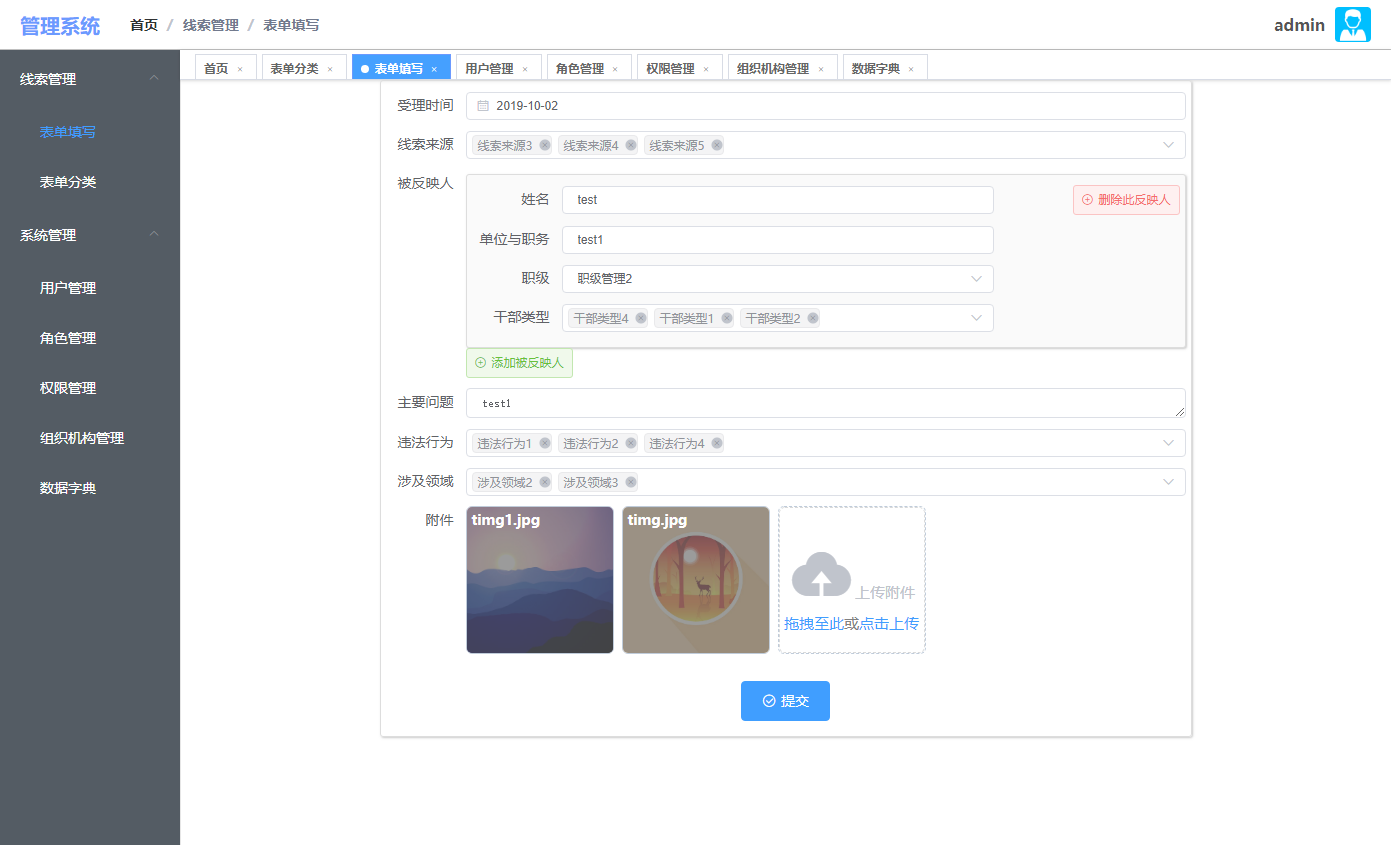 管理系统
首页 / 线索管理 / 表单填写
admin
线索管理
表单填写
表单分类
系统管理
用户管理
角色管理
权限管理
组织机构管理
数据字典
首页 × 表单分类 × 表单填写 × 用户管理 × 角色管理 × 权限管理 × 组织机构管理 × 数据字典 ×
受理时间 2019-10-02
线索来源 线索来源3 线索来源4 线索来源5
被反映人
姓名 test 删除此反映人
单位与职务 test1
职级 职级管理2
干部类型 干部类型4 干部类型1 干部类型2
添加被反映人
主要问题 test1
违法行为 违法行为1 违法行为2 违法行为4
涉及领域 涉及领域2 涉及领域3
附件 timg1.jpg timg.jpg
上传附件
拖拽至此或点击上传
提交